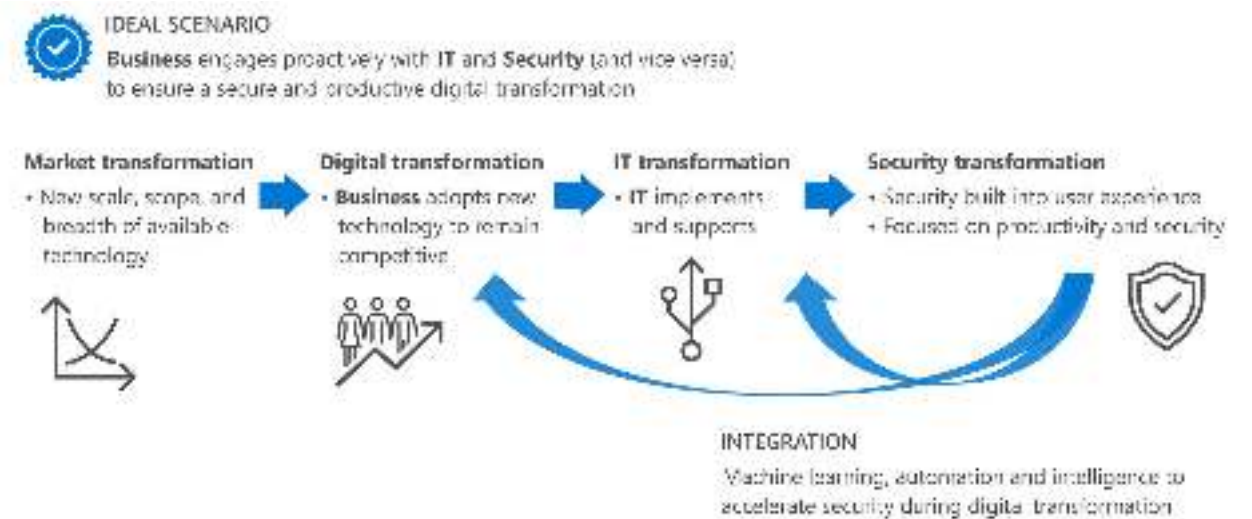 IDEAL SCENARIO
Business engages proactively with IT and Security (and vice versa)
to ensure a secure and productive digital transformation
Market transformation
• New scale, scope, and
breadth of available
technology
Digital transformation
• Business adopts new
technology to remain
competitive
IT transformation
• IT implements
and supports
Security transformation
• Security built into user experience
• Focused on productivity and security
INTEGRATION
Machine learning, automation and intelligence to
accelerate security during digital transformation